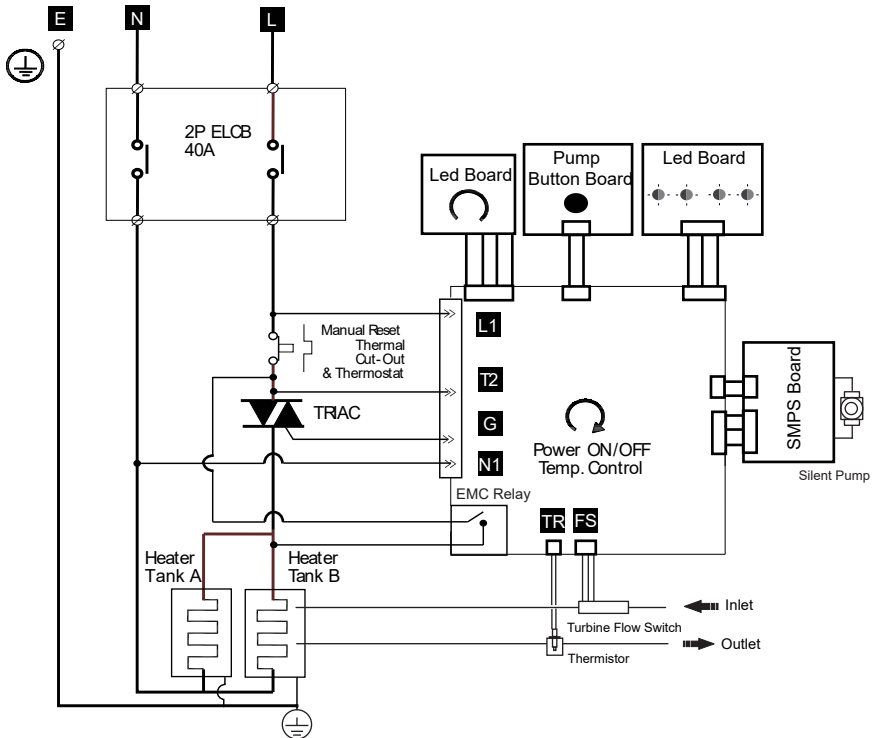 E
N
L
2P ELCB
40A
Led Board
Pump
Button Board
Led Board
Manual Reset
Thermal
Cut-Out
& Thermostat
L1
T2
TRIAC
G
N1
Power ON/OFF
Temp. Control
SMPS Board
Silent Pump
EMC Relay
TR
FS
Heater
Tank A
Heater
Tank B
Inlet
Turbine Flow Switch
Outlet
Thermistor